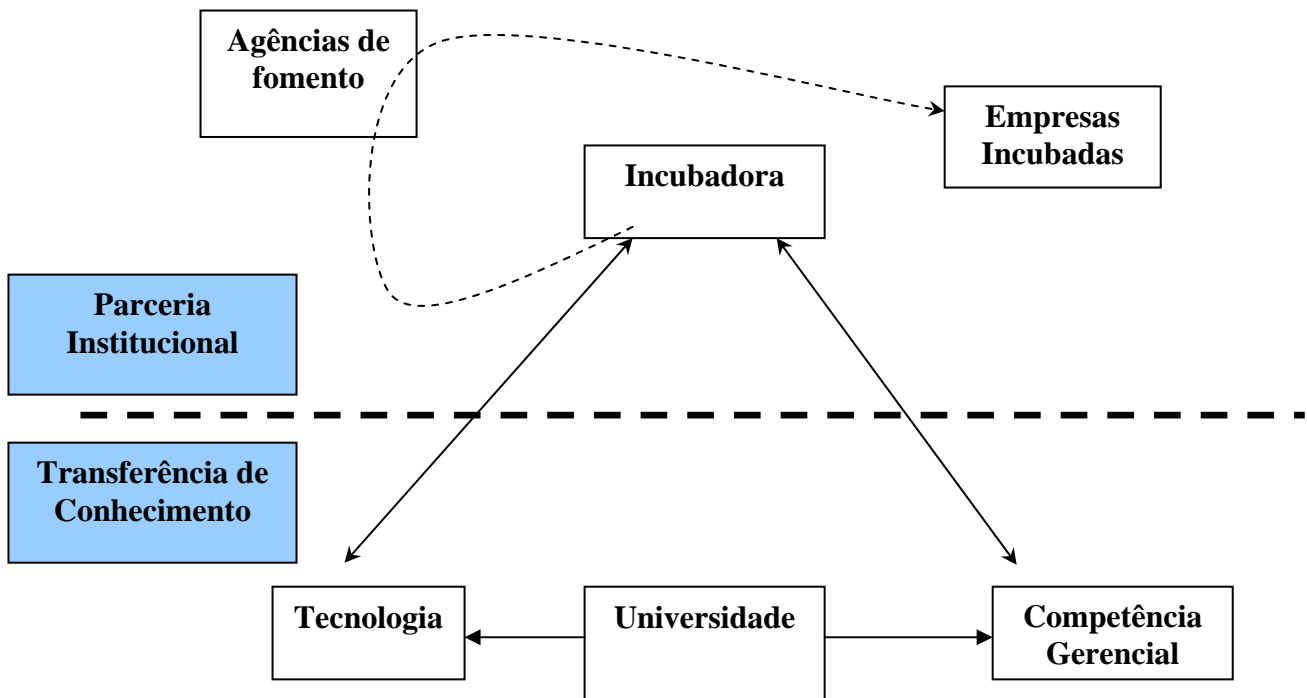 Agências de
fomento
Empresas
Incubadas
Incubadora
Parceria
Institucional
Transferência de
Conhecimento
Tecnologia
Universidade
Competência
Gerencial